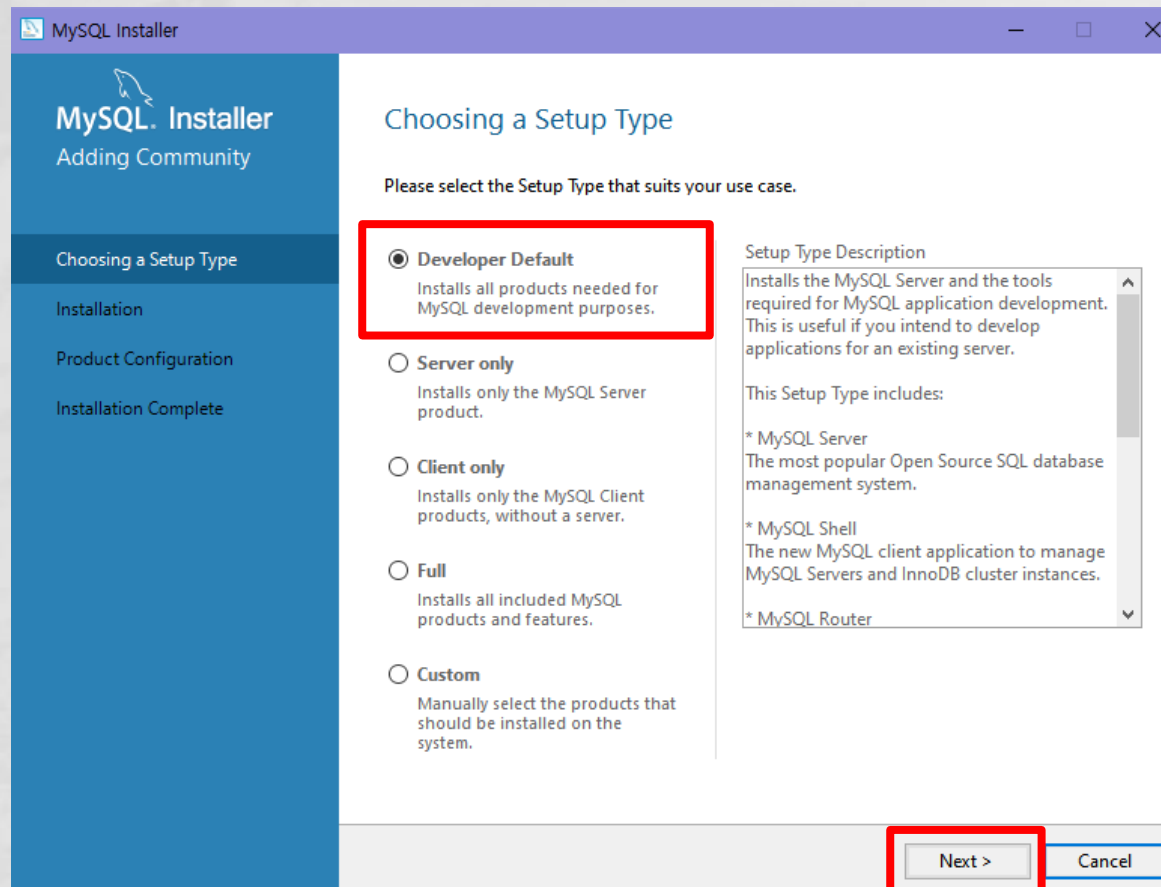 MySQL Installer
MySQL. Installer
Adding Community
Choosing a Setup Type
Installation
Product Configuration
Installation Complete
Choosing a Setup Type
Please select the Setup Type that suits your use case.
Developer Default
Installs all products needed for
MySQL development purposes.
Server only
Installs only the MySQL Server
product.
Client only
Installs only the MySQL Client
products, without a server.
Full
Installs all included MySQL
products and features.
Custom
Manually select the products that
should be installed on the
system.
Setup Type Description
Installs the MySQL Server and the tools
required for MySQL application development.
This is useful if you intend to develop
applications for an existing server.
This Setup Type includes:
* MySQL Server
The most popular Open Source SQL database
management system.
* MySQL Shell
The new MySQL client application to manage
MySQL Servers and InnoDB cluster instances.
* MySQL Router
Next >
Cancel